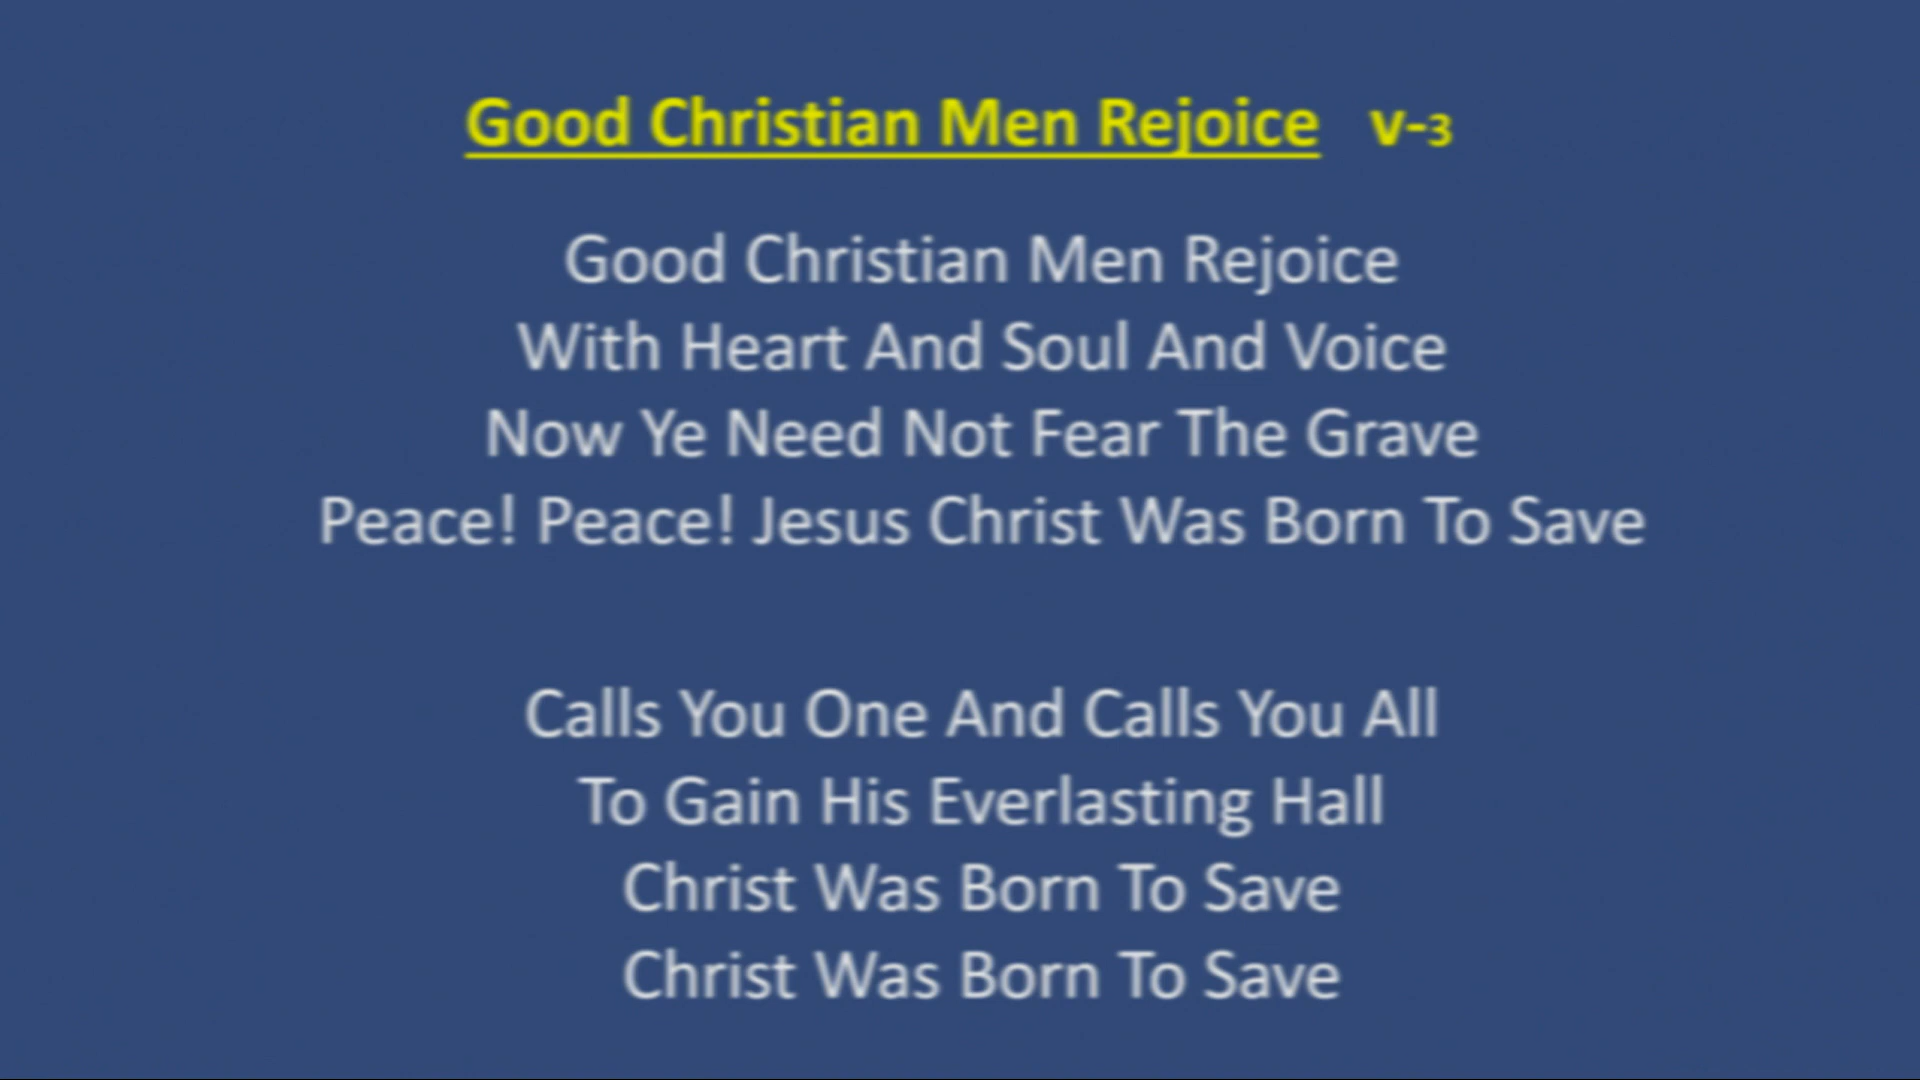 Good Christian Men Rejoice v-3
Good Christian Men Rejoice
With Heart And Soul And Voice
Now Ye Need Not Fear The Grave
Peace! Peace! Jesus Christ Was Born To Save
Calls You One And Calls You All
To Gain His Everlasting Hall
Christ Was Born To Save
Christ Was Born To Save